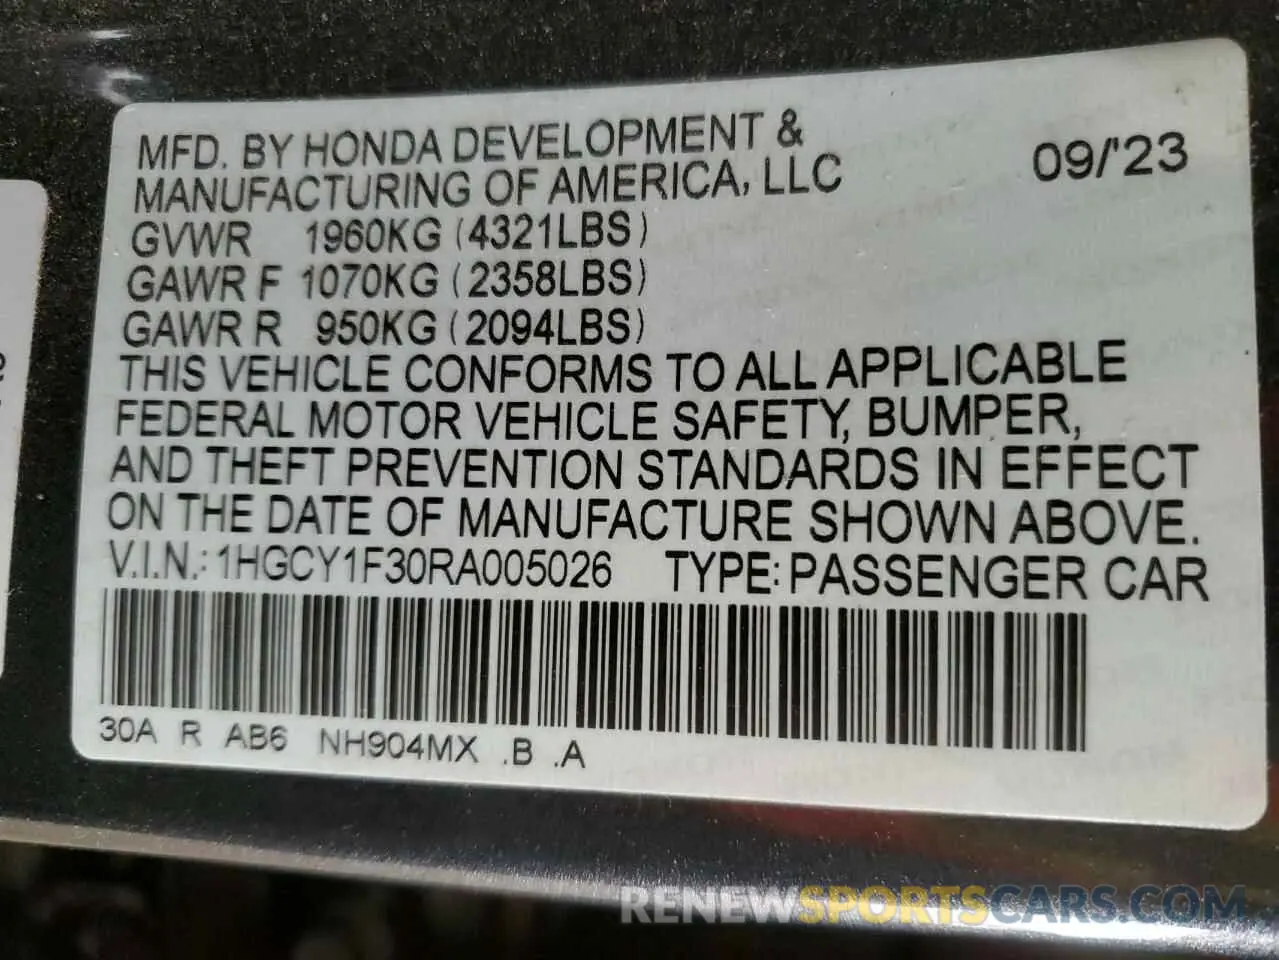 MFD. BY HONDA DEVELOPMENT &
MANUFACTURING OF AMERICA, LLC 09/'23
GVWR 1960KG (4321LBS)
GAWR F 1070KG (2358LBS)
GAWR R 950KG (2094LBS)
THIS VEHICLE CONFORMS TO ALL APPLICABLE
FEDERAL MOTOR VEHICLE SAFETY, BUMPER,
AND THEFT PREVENTION STANDARDS IN EFFECT
ON THE DATE OF MANUFACTURE SHOWN ABOVE.
V.I.N.: 1HGCY1F30RA005026 TYPE: PASSENGER CAR
30A R AB6 NH904MX .B .A
RENEWSPORTSCARS.COM